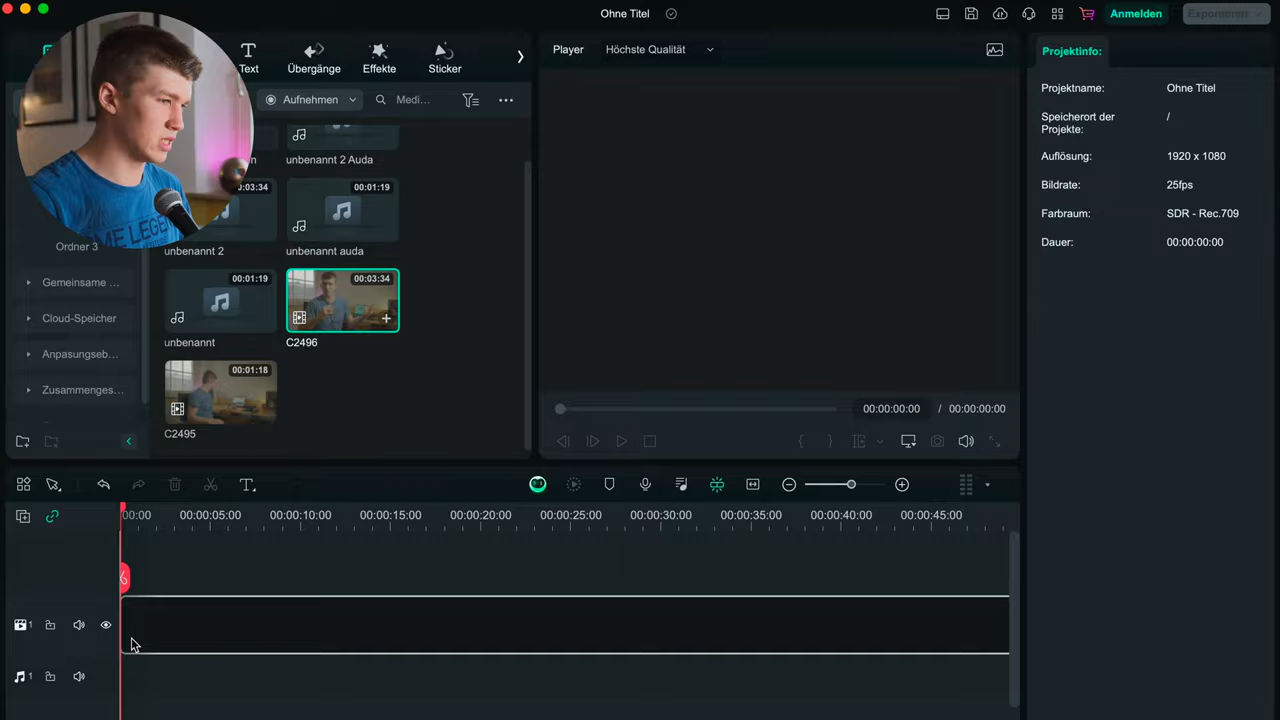 Ohne Titel
Anmelden
Exportieren
Text
Übergänge
Effekte
Sticker
Aufnehmen
Medi...
unbenannt 2 Auda
00:03:34
00:01:19
unbenannt 2
unbenannt auda
00:01:19
00:03:34
unbenannt
C2496
00:01:18
C2495
Ordner 3
Gemeinsame ...
Cloud-Speicher
Anpasungseb...
Zusammenges...
Player
Höchste Qualität
00:00:00:00 / 00:00:00:00
Projektinfo:
Projektname: Ohne Titel
Speicherort der
Projekte: /
Auflösung: 1920 x 1080
Bildrate: 25fps
Farbraum: SDR - Rec.709
Dauer: 00:00:00:00
00:00 00:00:05:00 00:00:10:00 00:00:15:00 00:00:20:00 00:00:25:00 00:00:30:00 00:00:35:00 00:00:40:00 00:00:45:00
1
1